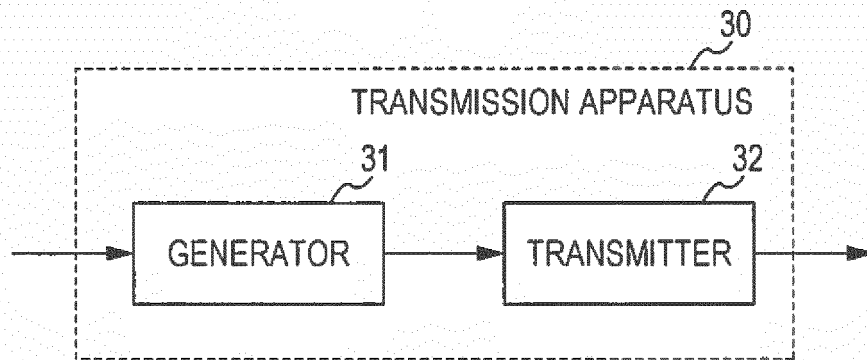 30
TRANSMISSION APPARATUS
31
32
GENERATOR
TRANSMITTER